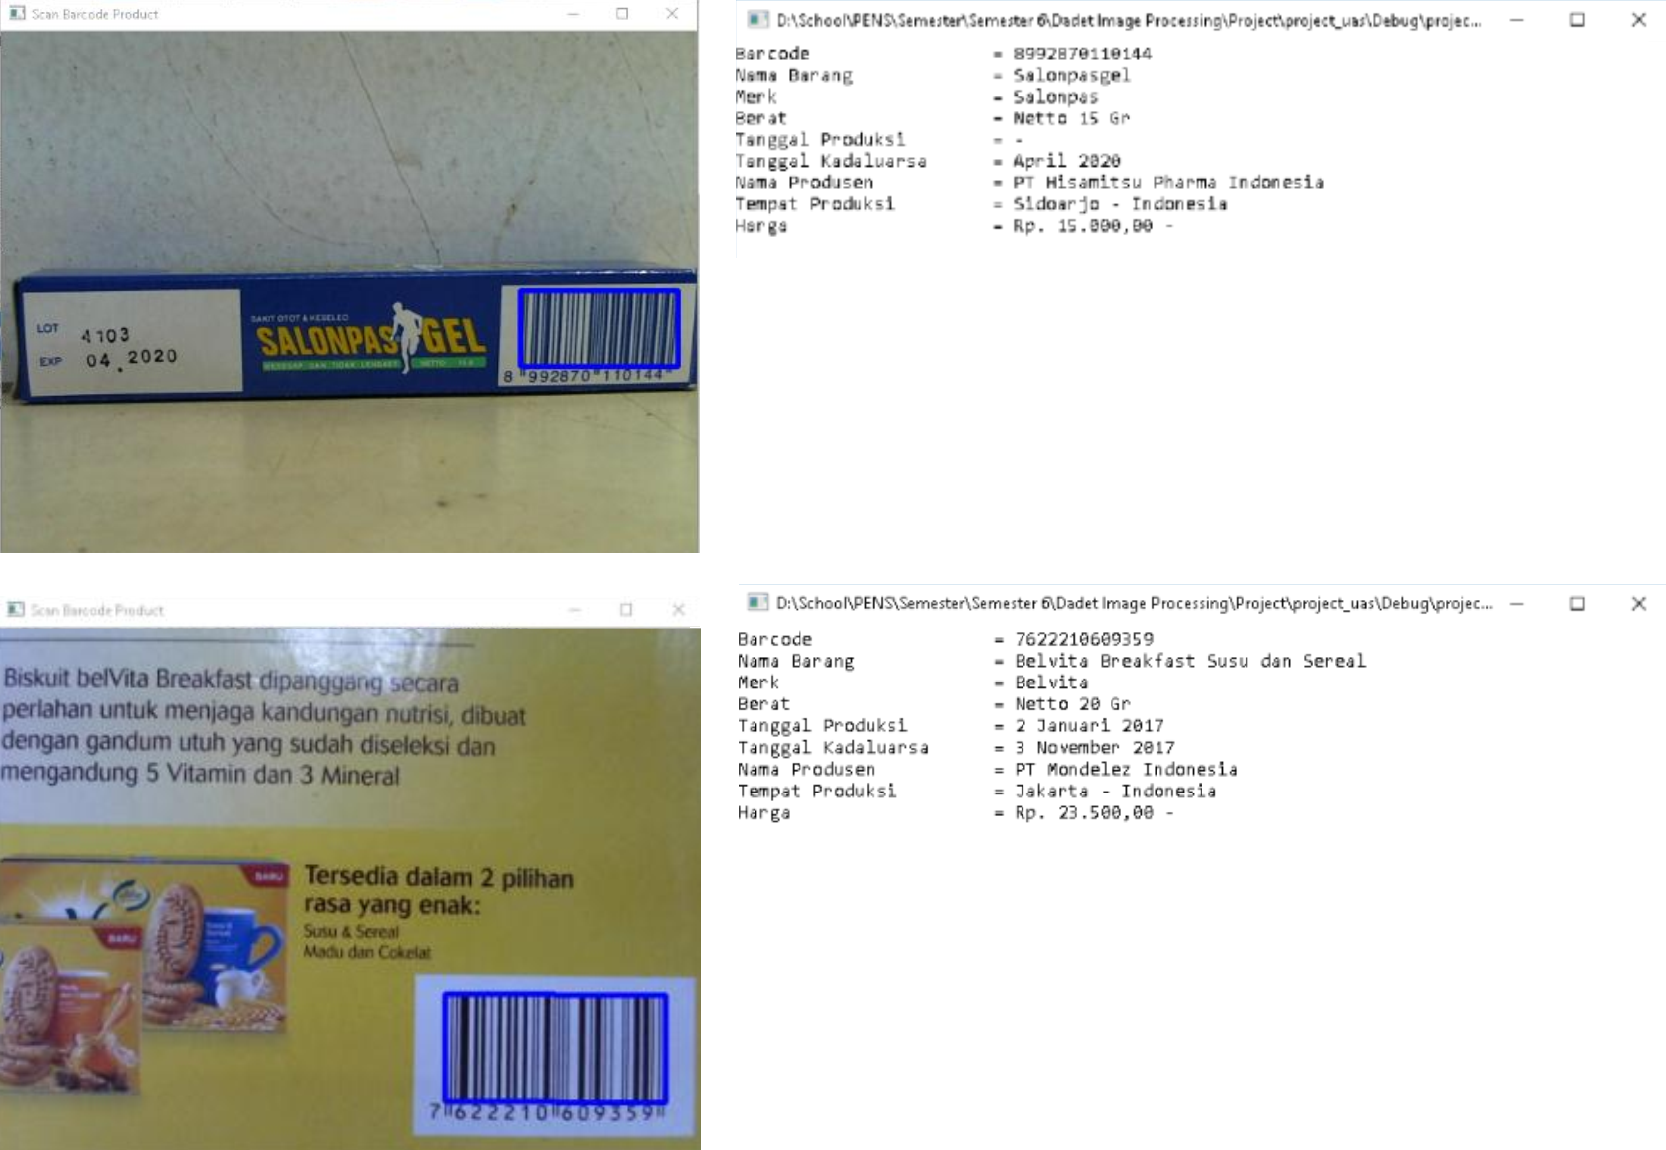 Scan Barcode Product
LOT 4103
EXP 04.2020
SAKIT OTOT & KESELEO
SALONPAS GEL
MERESAP DAN TIDAK LENGKET NETTO
8 992870 110144
D:\School\PENS\Semester\Semester 6\Dadet Image Processing\Project\project_uas\Debug\projec...
Barcode = 8992870110144
Nama Barang = Salonpasgel
Merk = Salonpas
Berat = Netto 15 Gr
Tanggal Produksi = -
Tanggal Kadaluarsa = April 2020
Nama Produsen = PT Hisamitsu Pharma Indonesia
Tempat Produksi = Sidoarjo - Indonesia
Harga = Rp. 15.000,00 -
Scan Barcode Product
Biskuit belVita Breakfast dipanggang secara
perlahan untuk menjaga kandungan nutrisi, dibuat
dengan gandum utuh yang sudah diseleksi dan
mengandung 5 Vitamin dan 3 Mineral
BARU
BARU
Tersedia dalam 2 pilihan
rasa yang enak:
Susu & Sereal
Madu dan Cokelat
7 622210 609359
D:\School\PENS\Semester\Semester 6\Dadet Image Processing\Project\project_uas\Debug\projec...
Barcode = 7622210609359
Nama Barang = Belvita Breakfast Susu dan Sereal
Merk = Belvita
Berat = Netto 20 Gr
Tanggal Produksi = 2 Januari 2017
Tanggal Kadaluarsa = 3 November 2017
Nama Produsen = PT Mondelez Indonesia
Tempat Produksi = Jakarta - Indonesia
Harga = Rp. 23.500,00 -